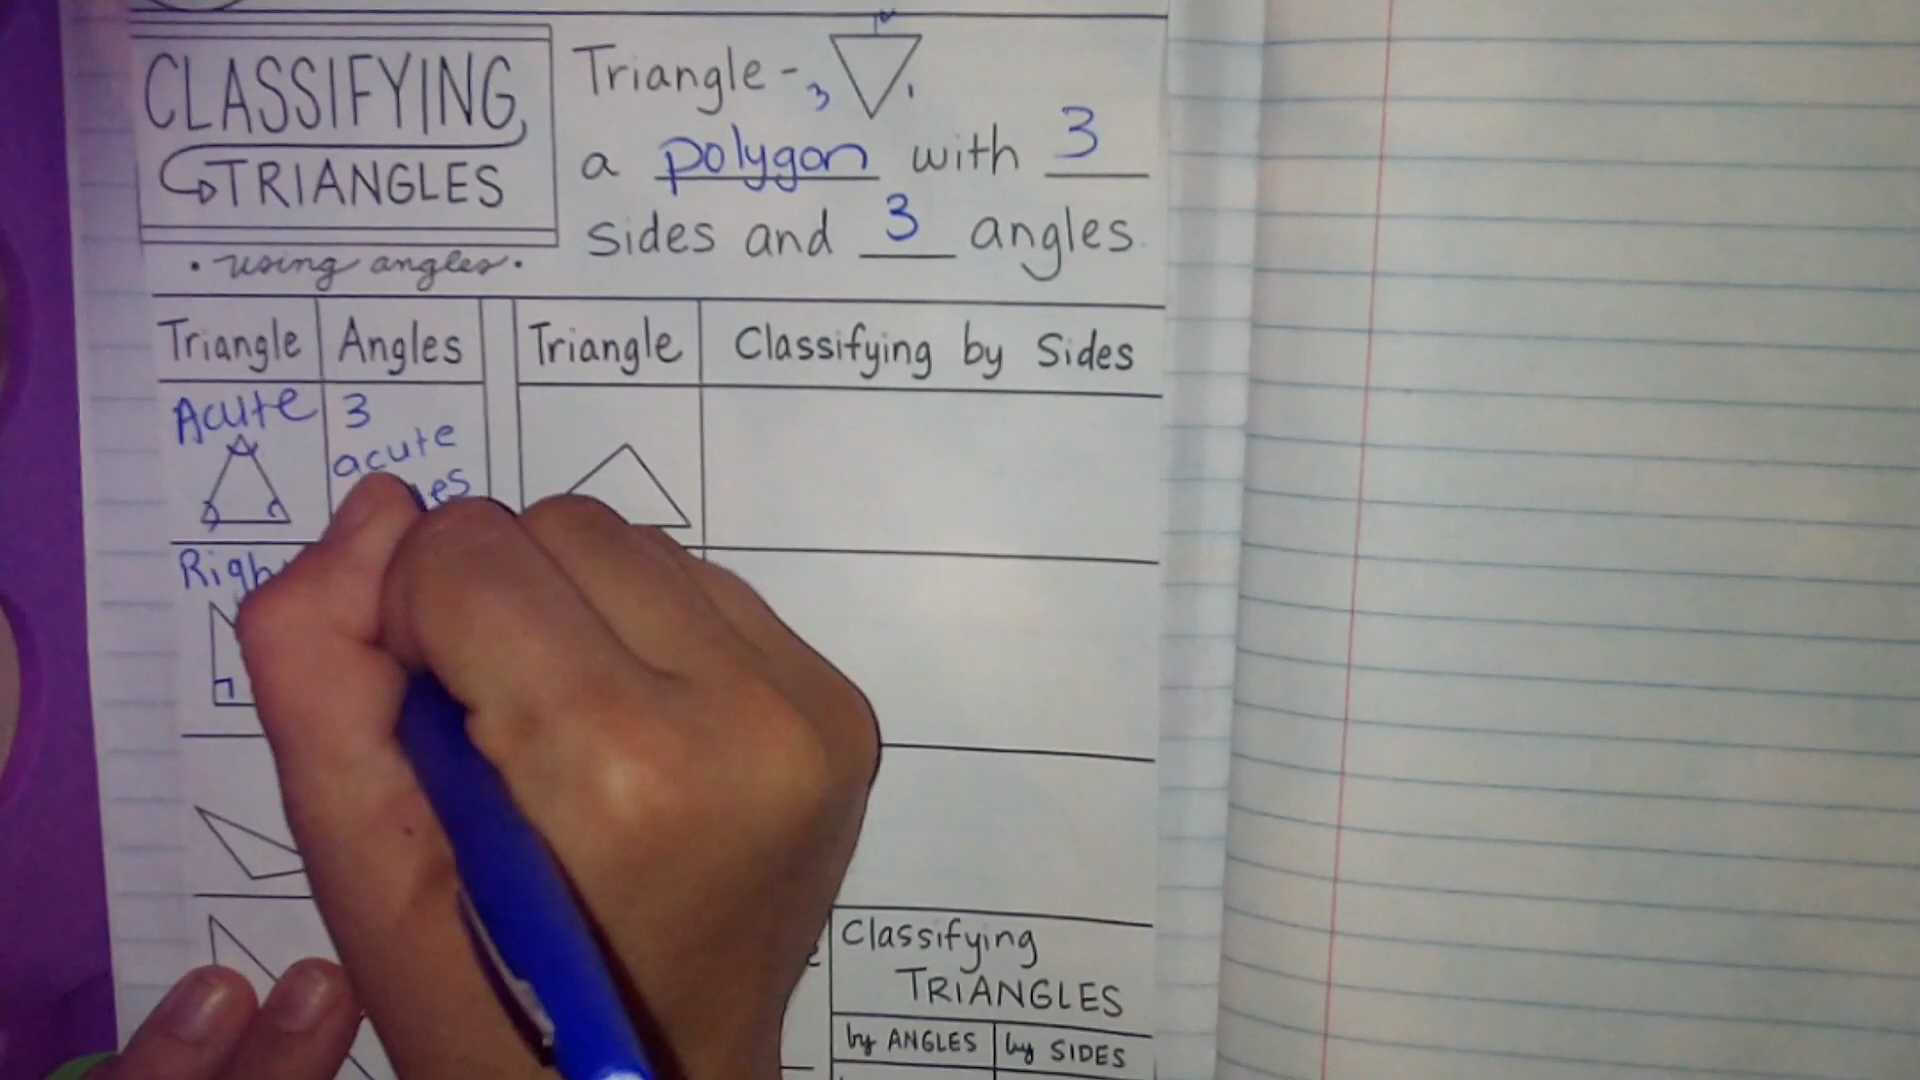 CLASSIFYING
TRIANGLES
• using angles •
Triangle - 3 1
a polygon with 3
sides and 3 angles.
Triangle Angles
Acute 3
acute
Triangle Classifying by Sides
Classifying
TRIANGLES
by ANGLES by SIDES